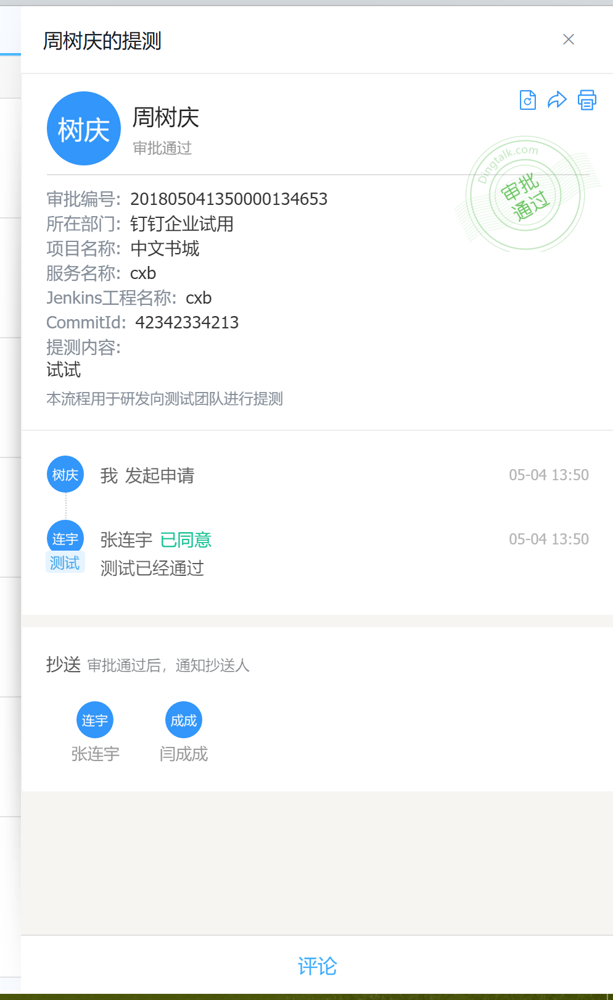 周树庆的提测
树庆
周树庆
审批通过
Dingtalk.com
审批
通过
审批编号: 201805041350000134653
所在部门: 钉钉企业试用
项目名称: 中文书城
服务名称: cxb
Jenkins工程名称: cxb
CommitId: 42342334213
提测内容:
试试
本流程用于研发向测试团队进行提测
树庆 我 发起申请 05-04 13:50
连宇 张连宇 已同意 05-04 13:50
测试 测试已经通过
抄送 审批通过后，通知抄送人
连宇 成成
张连宇 闫成成
评论